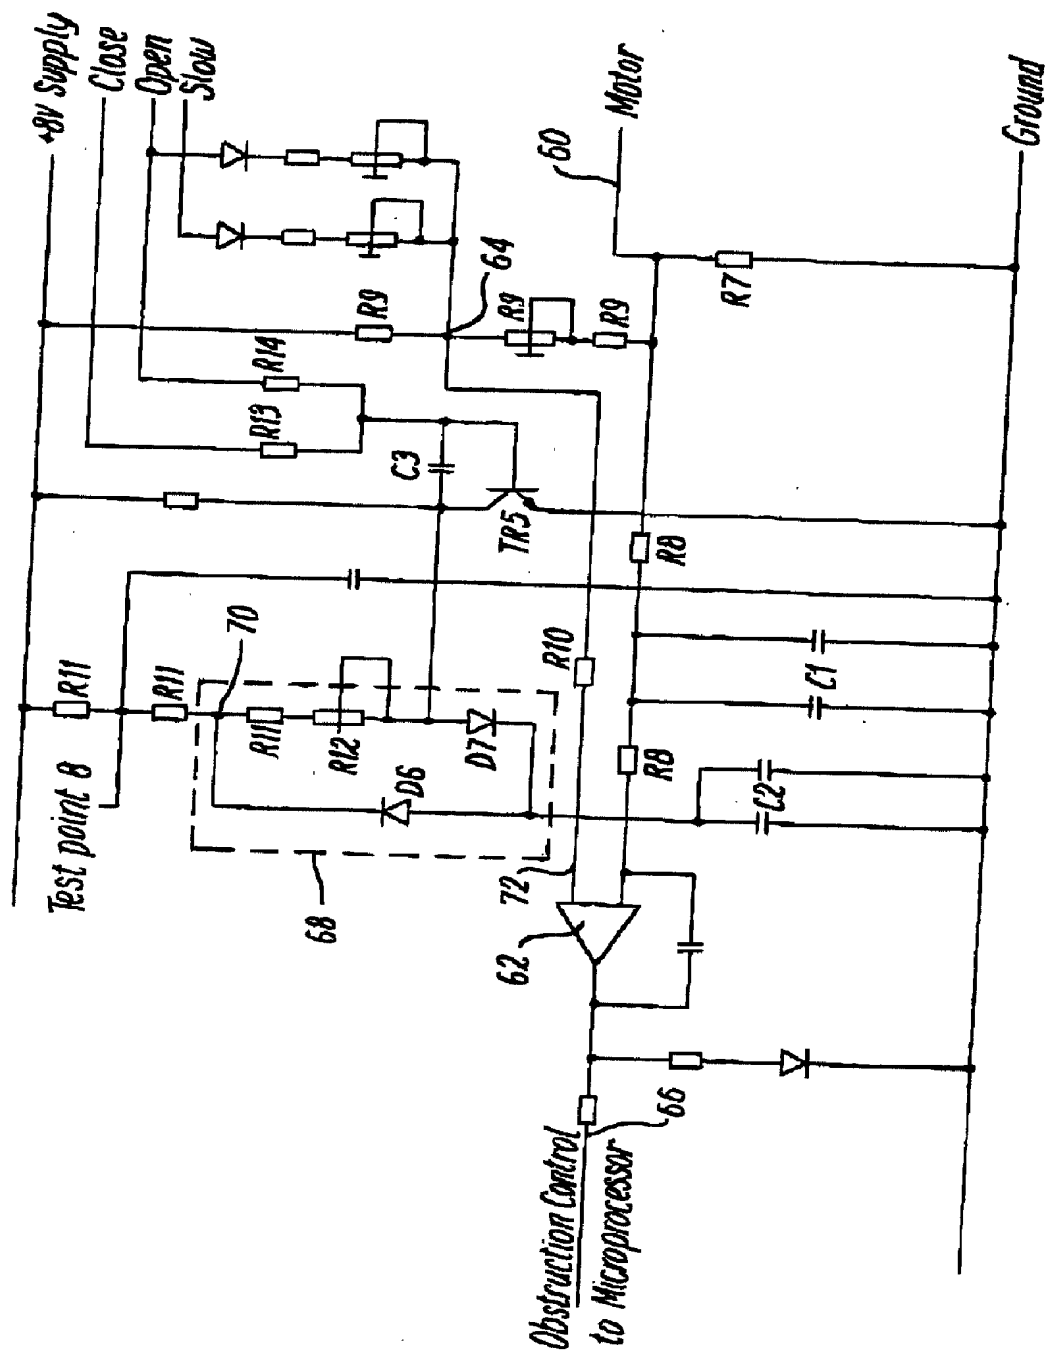 +8V Supply
Close
Open
Slow
60
Motor
Ground
64
R9
R9
R9
R7
R14
R13
C3
TR5
R8
70
R11
R11
R11
R12
D7
D6
R10
C1
R8
C2
Test point 8
68
72
62
66
Obstruction Control
to Microprocessor